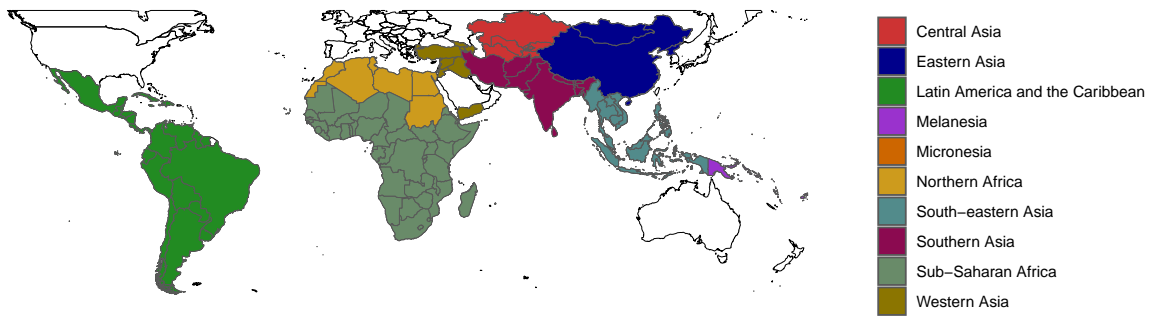 Central Asia
Eastern Asia
Latin America and the Caribbean
Melanesia
Micronesia
Northern Africa
South−eastern Asia
Southern Asia
Sub−Saharan Africa
Western Asia